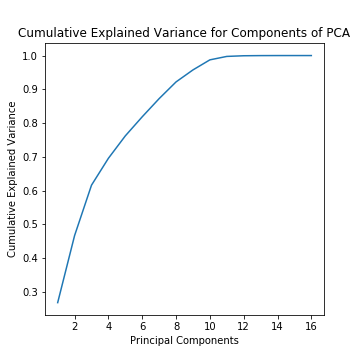 Cumulative Explained Variance for Components of PCA
Cumulative Explained Variance
1.0
0.9
0.8
0.7
0.6
0.5
0.4
0.3
2 4 6 8 10 12 14 16
Principal Components